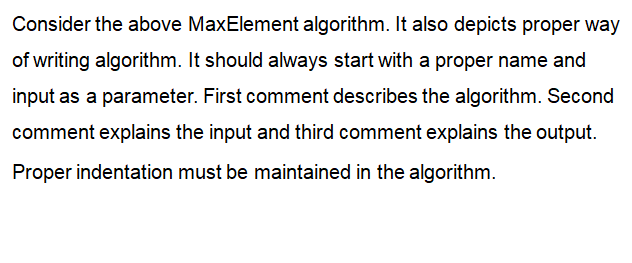 Consider the above MaxElement algorithm. It also depicts proper way
of writing algorithm. It should always start with a proper name and
input as a parameter. First comment describes the algorithm. Second
comment explains the input and third comment explains the output.
Proper indentation must be maintained in the algorithm.